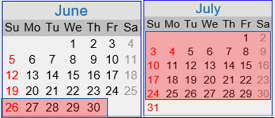 June
Su Mo Tu We Th Fr Sa
1 2 3 4
5 6 7 8 9 10 11
12 13 14 15 16 17 18
19 20 21 22 23 24 25
26 27 28 29 30
July
Su Mo Tu We Th Fr Sa
1 2
3 4 5 6 7 8 9
10 11 12 13 14 15 16
17 18 19 20 21 22 23
24 25 26 27 28 29 30
31